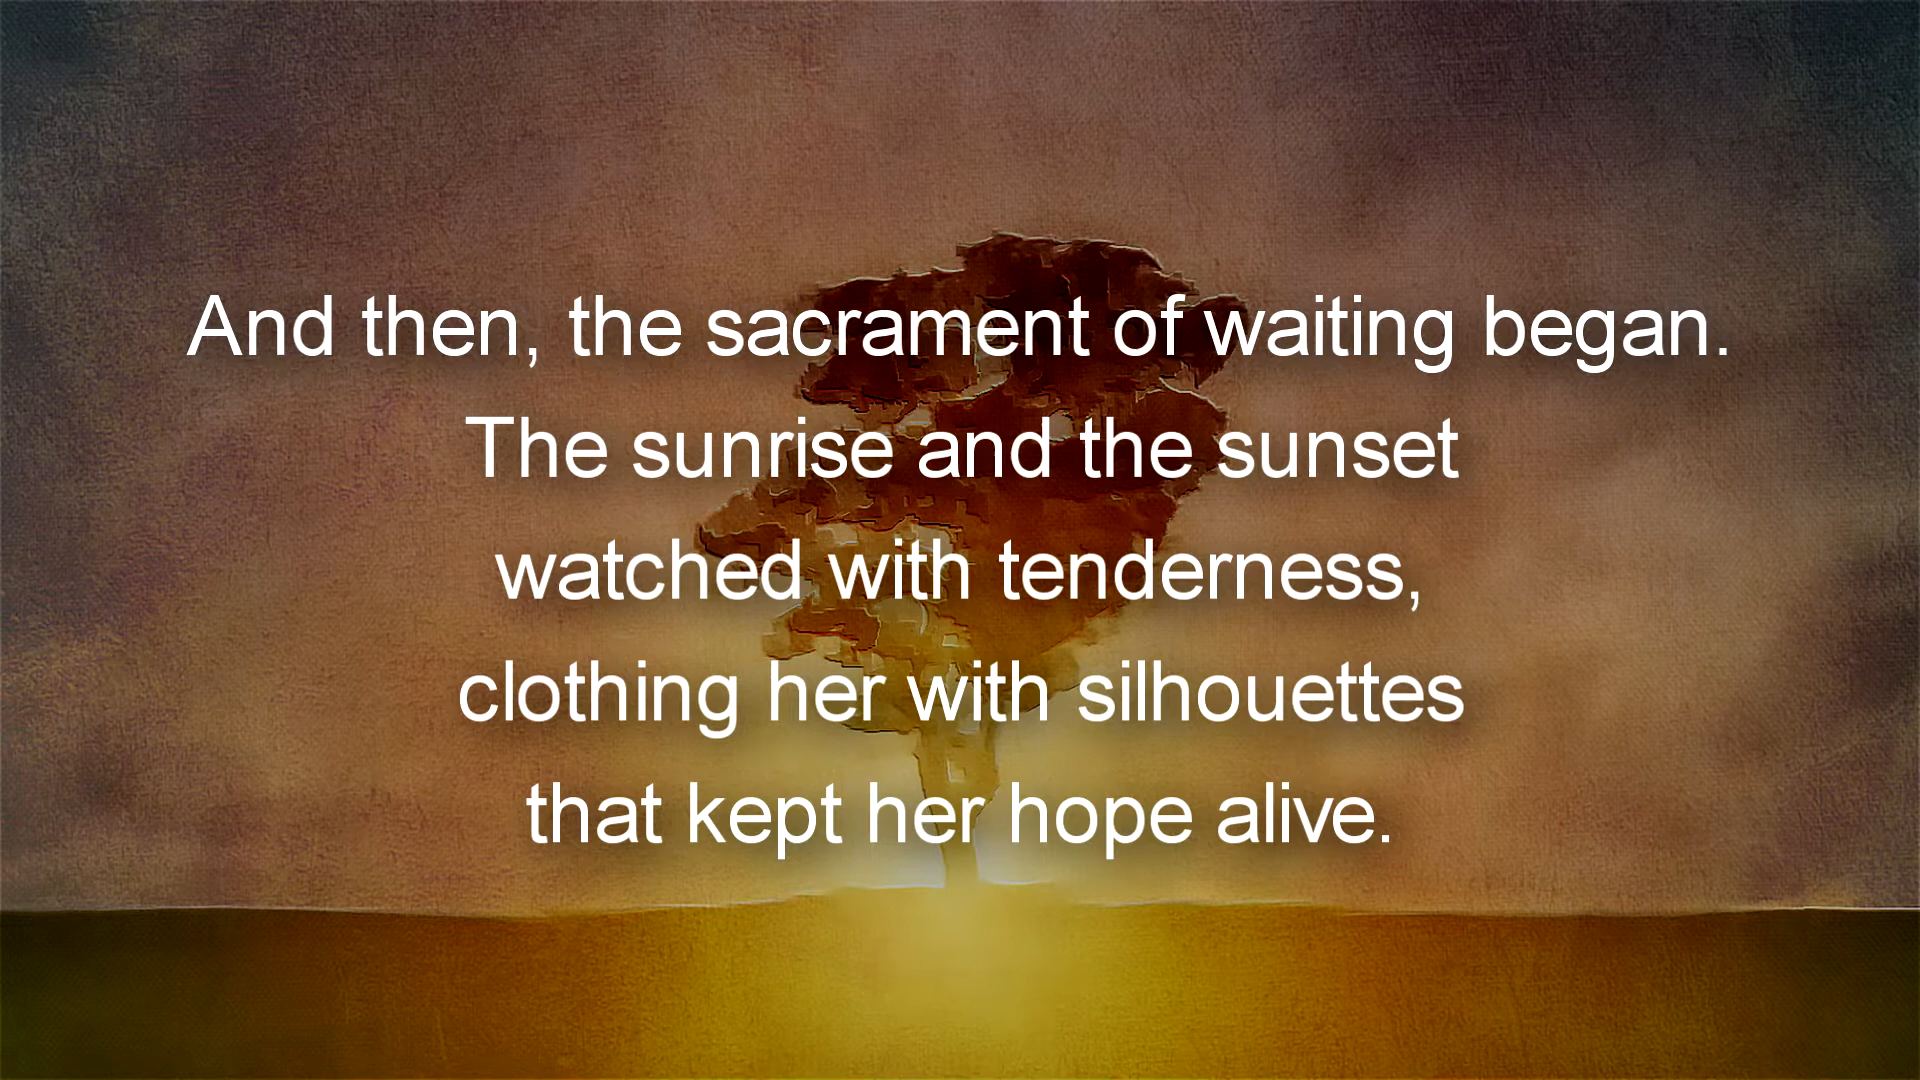 And then, the sacrament of waiting began.
The sunrise and the sunset
watched with tenderness,
clothing her with silhouettes
that kept her hope alive.